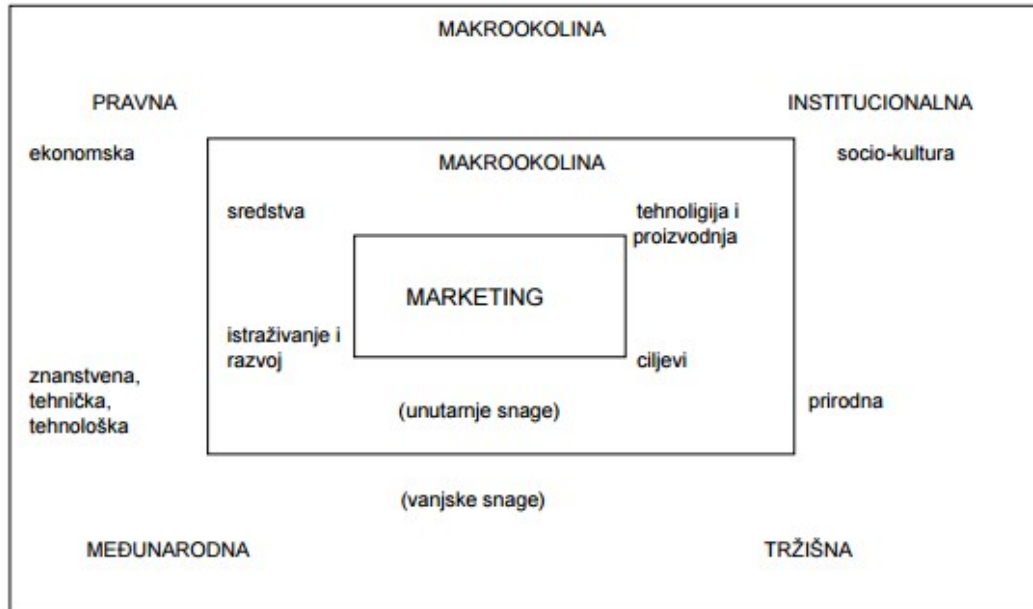 MAKROOKOLINA
PRAVNA
INSTITUCIONALNA
ekonomska
socio-kultura
MAKROOKOLINA
sredstva
tehnoligija i
proizvodnja
MARKETING
istraživanje i
razvoj
ciljevi
znanstvena,
tehnička,
tehnološka
prirodna
(unutarnje snage)
(vanjske snage)
MEĐUNARODNA
TRŽIŠNA